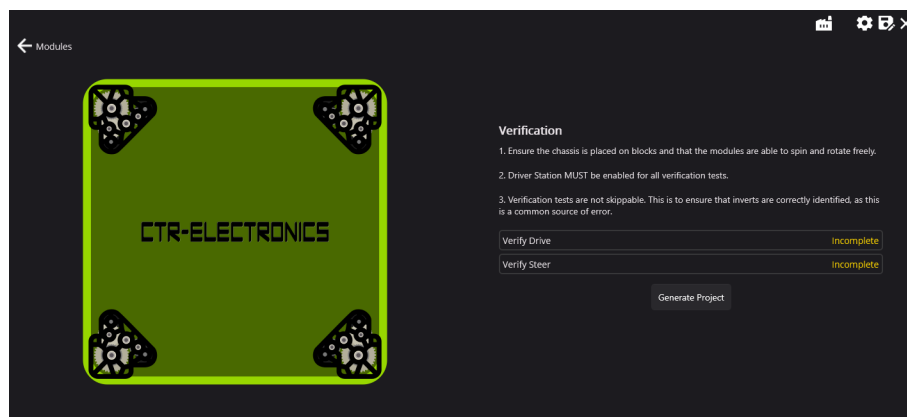 Modules
CTR-ELECTRONICS
Verification
1. Ensure the chassis is placed on blocks and that the modules are able to spin and rotate freely.
2. Driver Station MUST be enabled for all verification tests.
3. Verification tests are not skippable. This is to ensure that inverts are correctly identified, as this
is a common source of error.
Verify Drive Incomplete
Verify Steer Incomplete
Generate Project